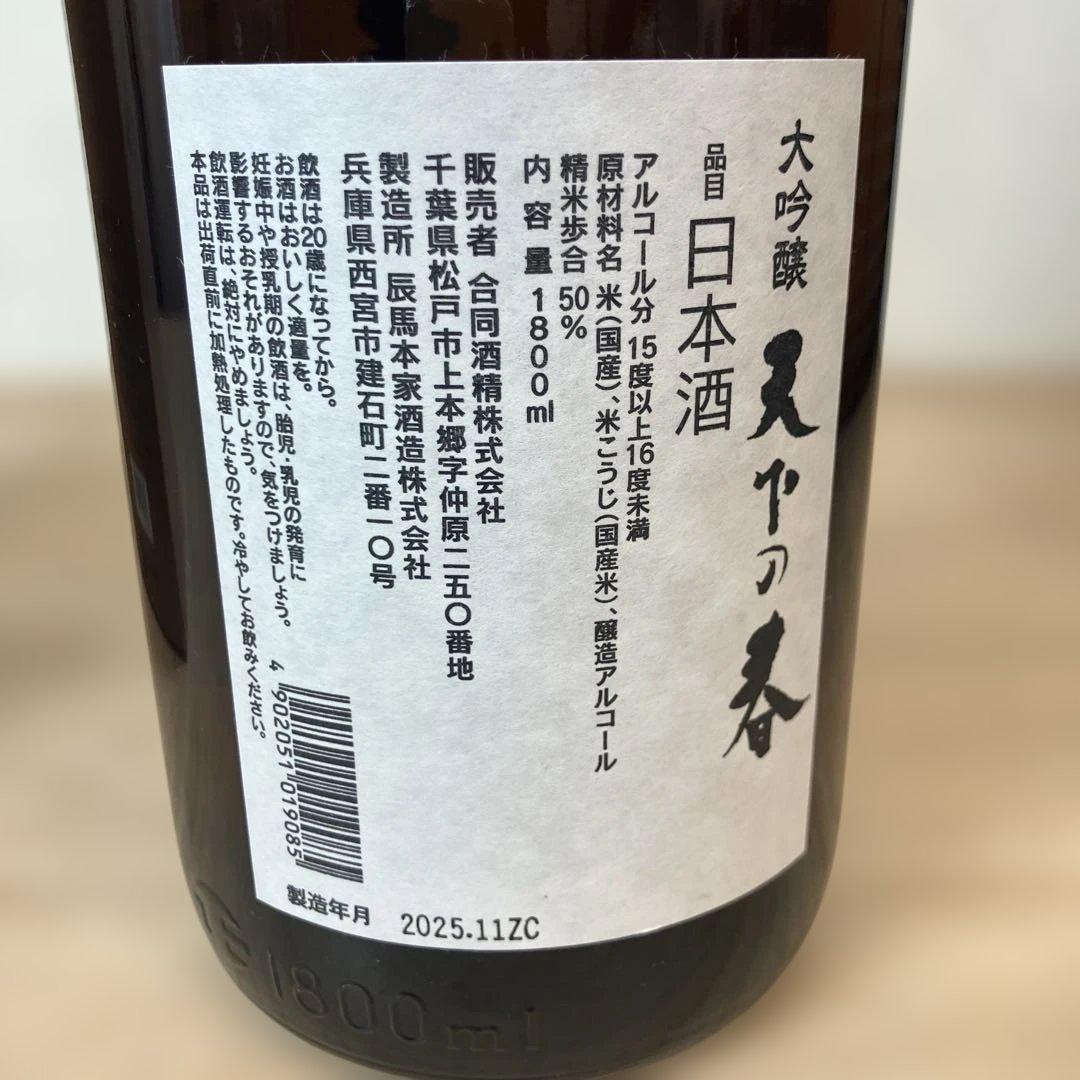 大吟醸 天下の春
品目 日本酒
アルコール分 15度以上16度未満
原材料名 米(国産)、米こうじ(国産米)、醸造アルコール
精米歩合 50%
内容量 1800ml
販売者 合同酒精株式会社
千葉県松戸市上本郷字仲原二五〇番地
製造所 辰馬本家酒造株式会社
兵庫県西宮市建石町二番一〇号
飲酒は20歳になってから。
お酒はおいしく適量を。
妊娠中や授乳期の飲酒は、胎児・乳児の発育に
影響するおそれがありますので、気をつけましょう。
飲酒運転は、絶対にやめましょう。
本品は出荷直前に加熱処理したものです。冷やしてお飲みください。
4 902051 019085
製造年月 2025.11ZC
1800ml